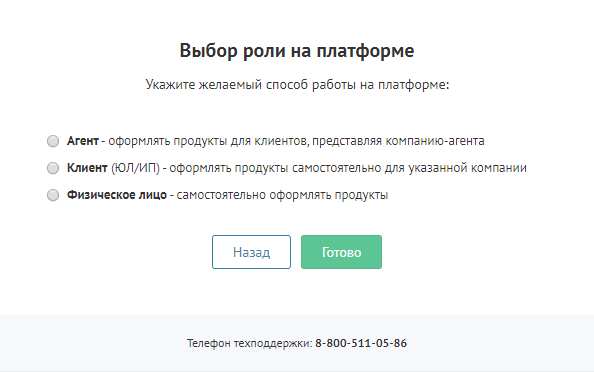 Выбор роли на платформе
Укажите желаемый способ работы на платформе:
Агент - оформлять продукты для клиентов, представляя компанию-агента
Клиент (ЮЛ/ИП) - оформлять продукты самостоятельно для указанной компании
Физическое лицо - самостоятельно оформлять продукты
Назад Готово
Телефон техподдержки: 8-800-511-05-86